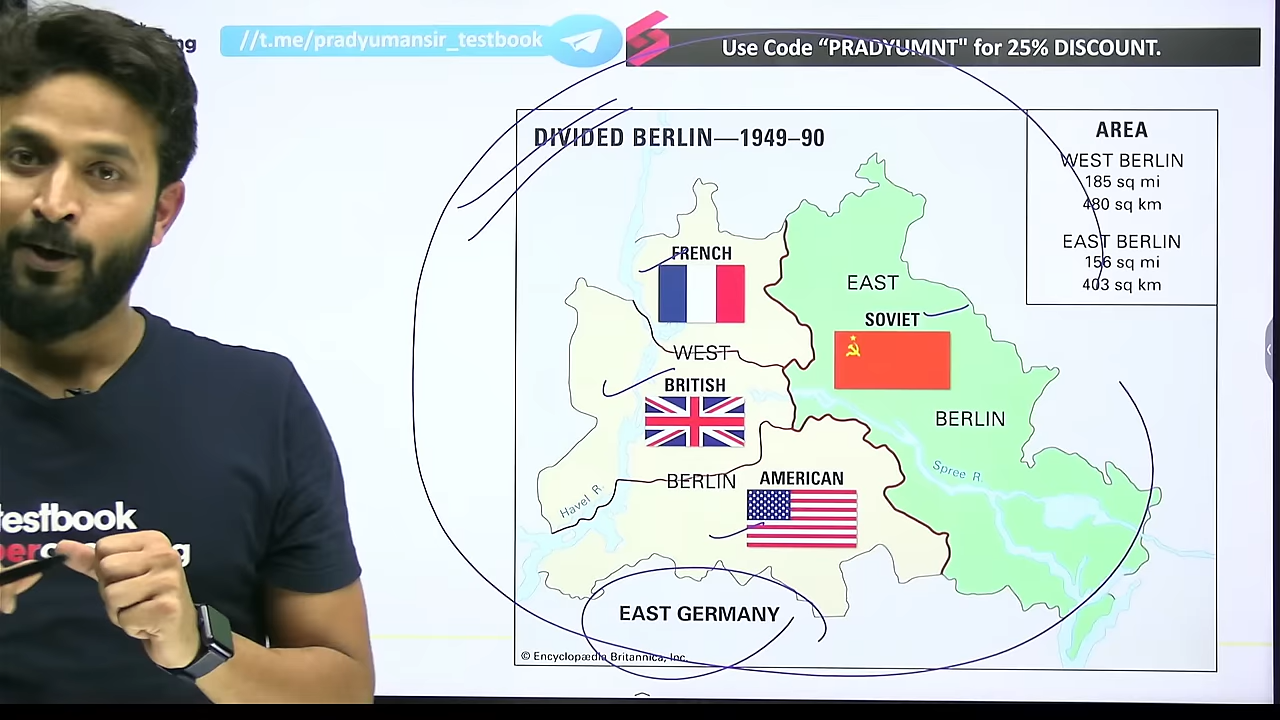 //t.me/pradyumansir_testbook
Use Code “PRADYUMNT" for 25% DISCOUNT.
DIVIDED BERLIN—1949–90
AREA
WEST BERLIN
185 sq mi
480 sq km
EAST BERLIN
156 sq mi
403 sq km
FRENCH
EAST
SOVIET
WEST
BRITISH
BERLIN
Spree R.
BERLIN
AMERICAN
Havel R.
EAST GERMANY
© Encyclopædia Britannica, Inc.
testbook